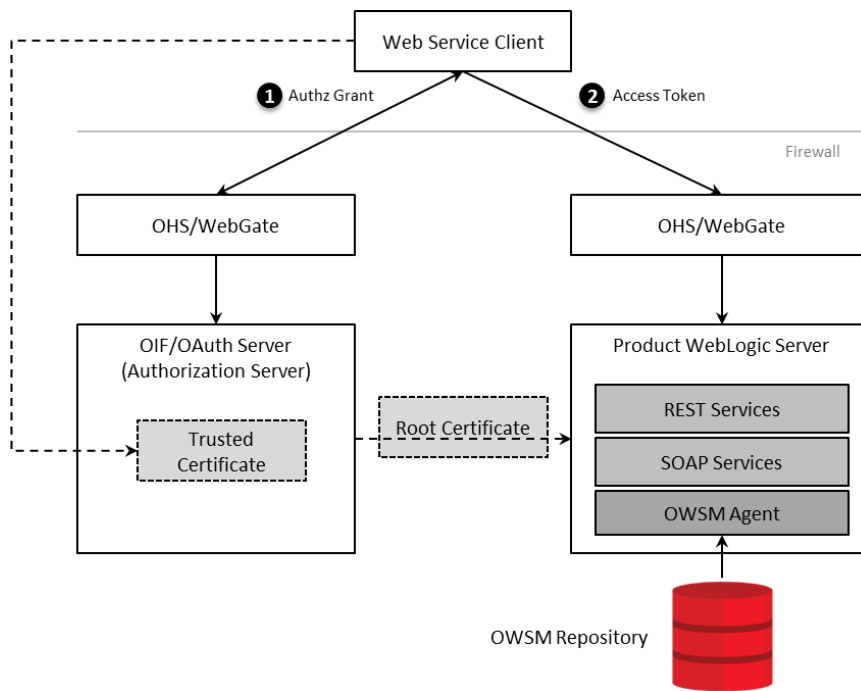 Web Service Client
1 Authz Grant
2 Access Token
Firewall
OHS/WebGate
OHS/WebGate
OIF/OAuth Server
(Authorization Server)
Trusted
Certificate
Root Certificate
Product WebLogic Server
REST Services
SOAP Services
OWSM Agent
OWSM Repository